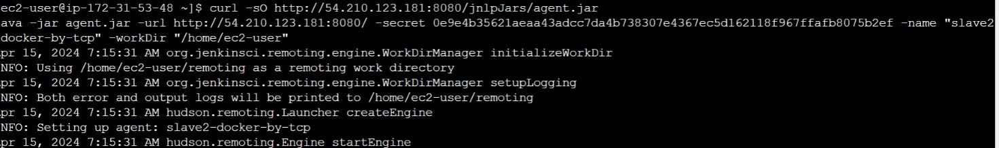 ec2-user@ip-172-31-53-48 ~]$ curl -sO http://54.210.123.181:8080/jnlpJars/agent.jar
ava -jar agent.jar -url http://54.210.123.181:8080/ -secret 0e9e4b35621aeaa43adcc7da4b738307e4367ec5d162118f967ffafb8075b2ef -name "slave2
docker-by-tcp" -workDir "/home/ec2-user"
pr 15, 2024 7:15:31 AM org.jenkinsci.remoting.engine.WorkDirManager initializeWorkDir
NFO: Using /home/ec2-user/remoting as a remoting work directory
pr 15, 2024 7:15:31 AM org.jenkinsci.remoting.engine.WorkDirManager setupLogging
NFO: Both error and output logs will be printed to /home/ec2-user/remoting
pr 15, 2024 7:15:31 AM hudson.remoting.Launcher createEngine
NFO: Setting up agent: slave2-docker-by-tcp
pr 15, 2024 7:15:31 AM hudson.remoting.Engine startEngine